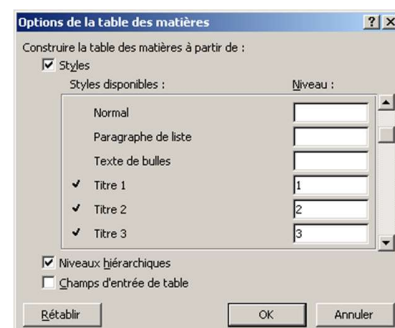 Options de la table des matières
Construire la table des matières à partir de :
Styles
Styles disponibles : Niveau :
Normal
Paragraphe de liste
Texte de bulles
Titre 1 1
Titre 2 2
Titre 3 3
Niveaux hiérarchiques
Champs d'entrée de table
Rétablir OK Annuler